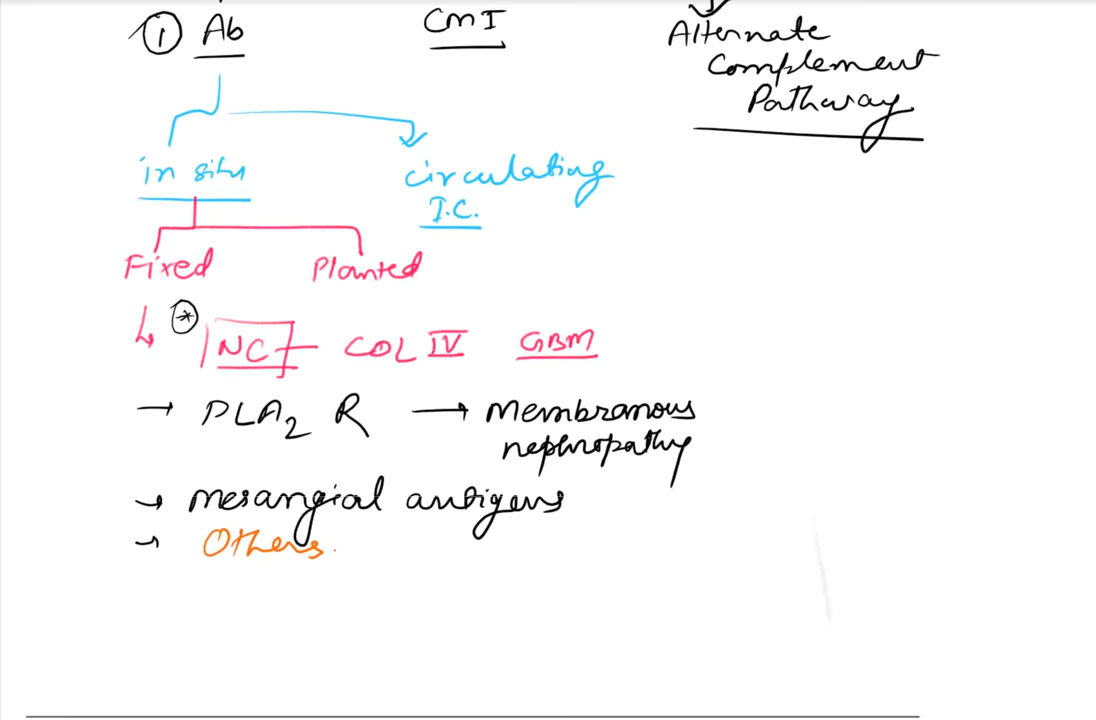 ① Ab CMI Alternate
Complement
Pathway
in situ circulating
I.C.
Fixed Planted
↳ * NC1 COL IV GBM
→ PLA2 R → Membranous
nephropathy
→ mesangial antigens
→ Others.